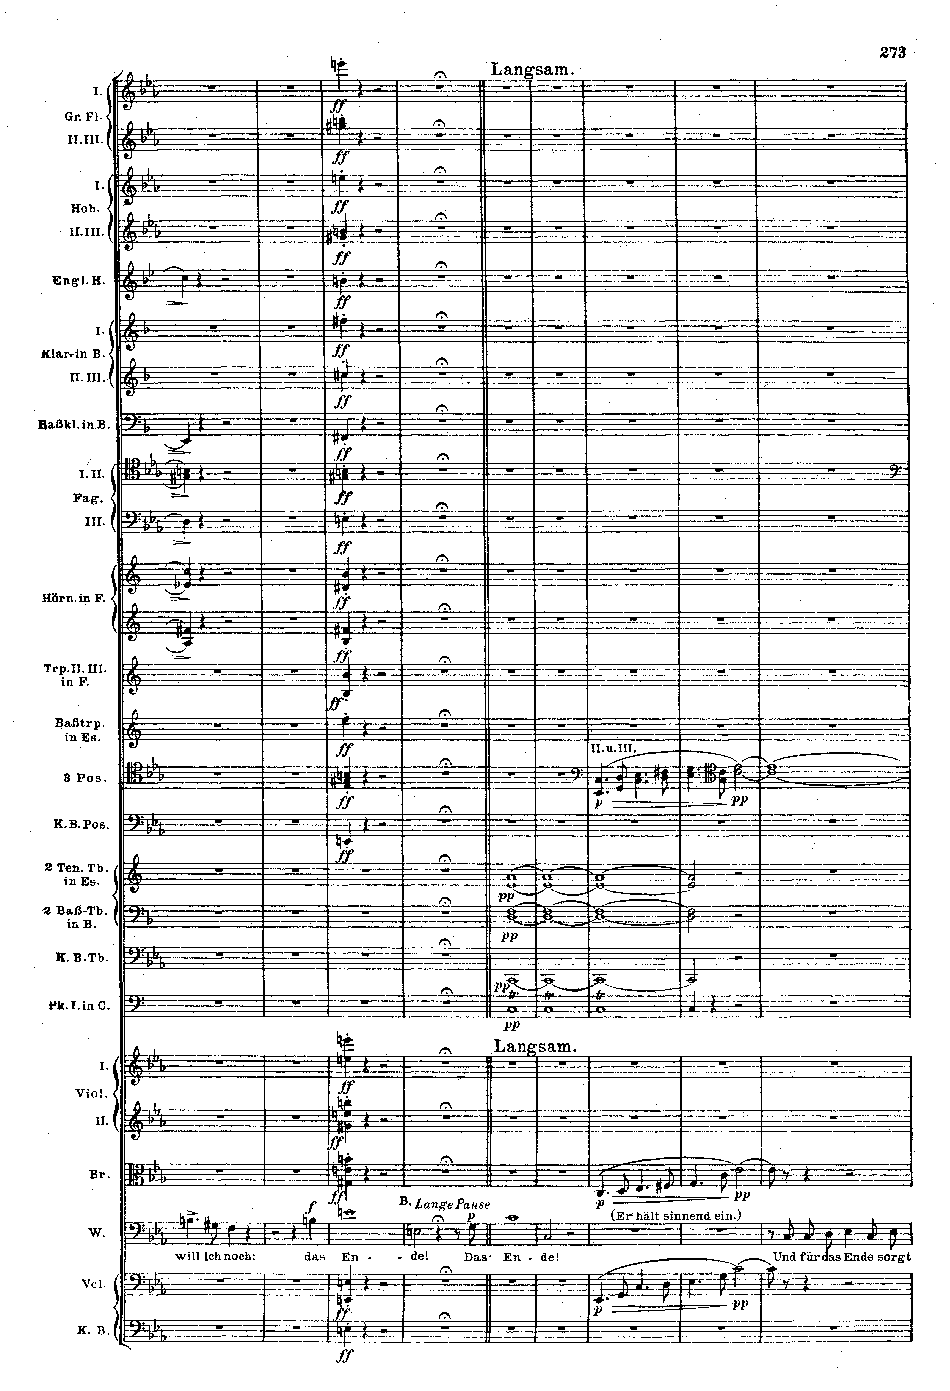 273
Langsam.
I.
Gr. Fl.
II. III.
I.
Hob.
II. III.
Engl. H.
I.
Klar. in B.
II. III.
Baßkl. in B.
I. II.
Fag.
III.
Hörn. in F.
Trp. II. III.
in F.
Baßtrp.
in Es.
II. u. III.
3 Pos.
K. B. Pos.
2 Ten. Tb.
in Es.
2 Baß-Tb.
in B.
K. B. Tb.
Pk. I. in C.
Langsam.
I.
Viol.
II.
Br.
B. Lange Pause
(Er hält sinnend ein.)
W.
will ich noch: das En - - de! Das En - de! Und für das Ende sorgt
Vcl.
K. B.